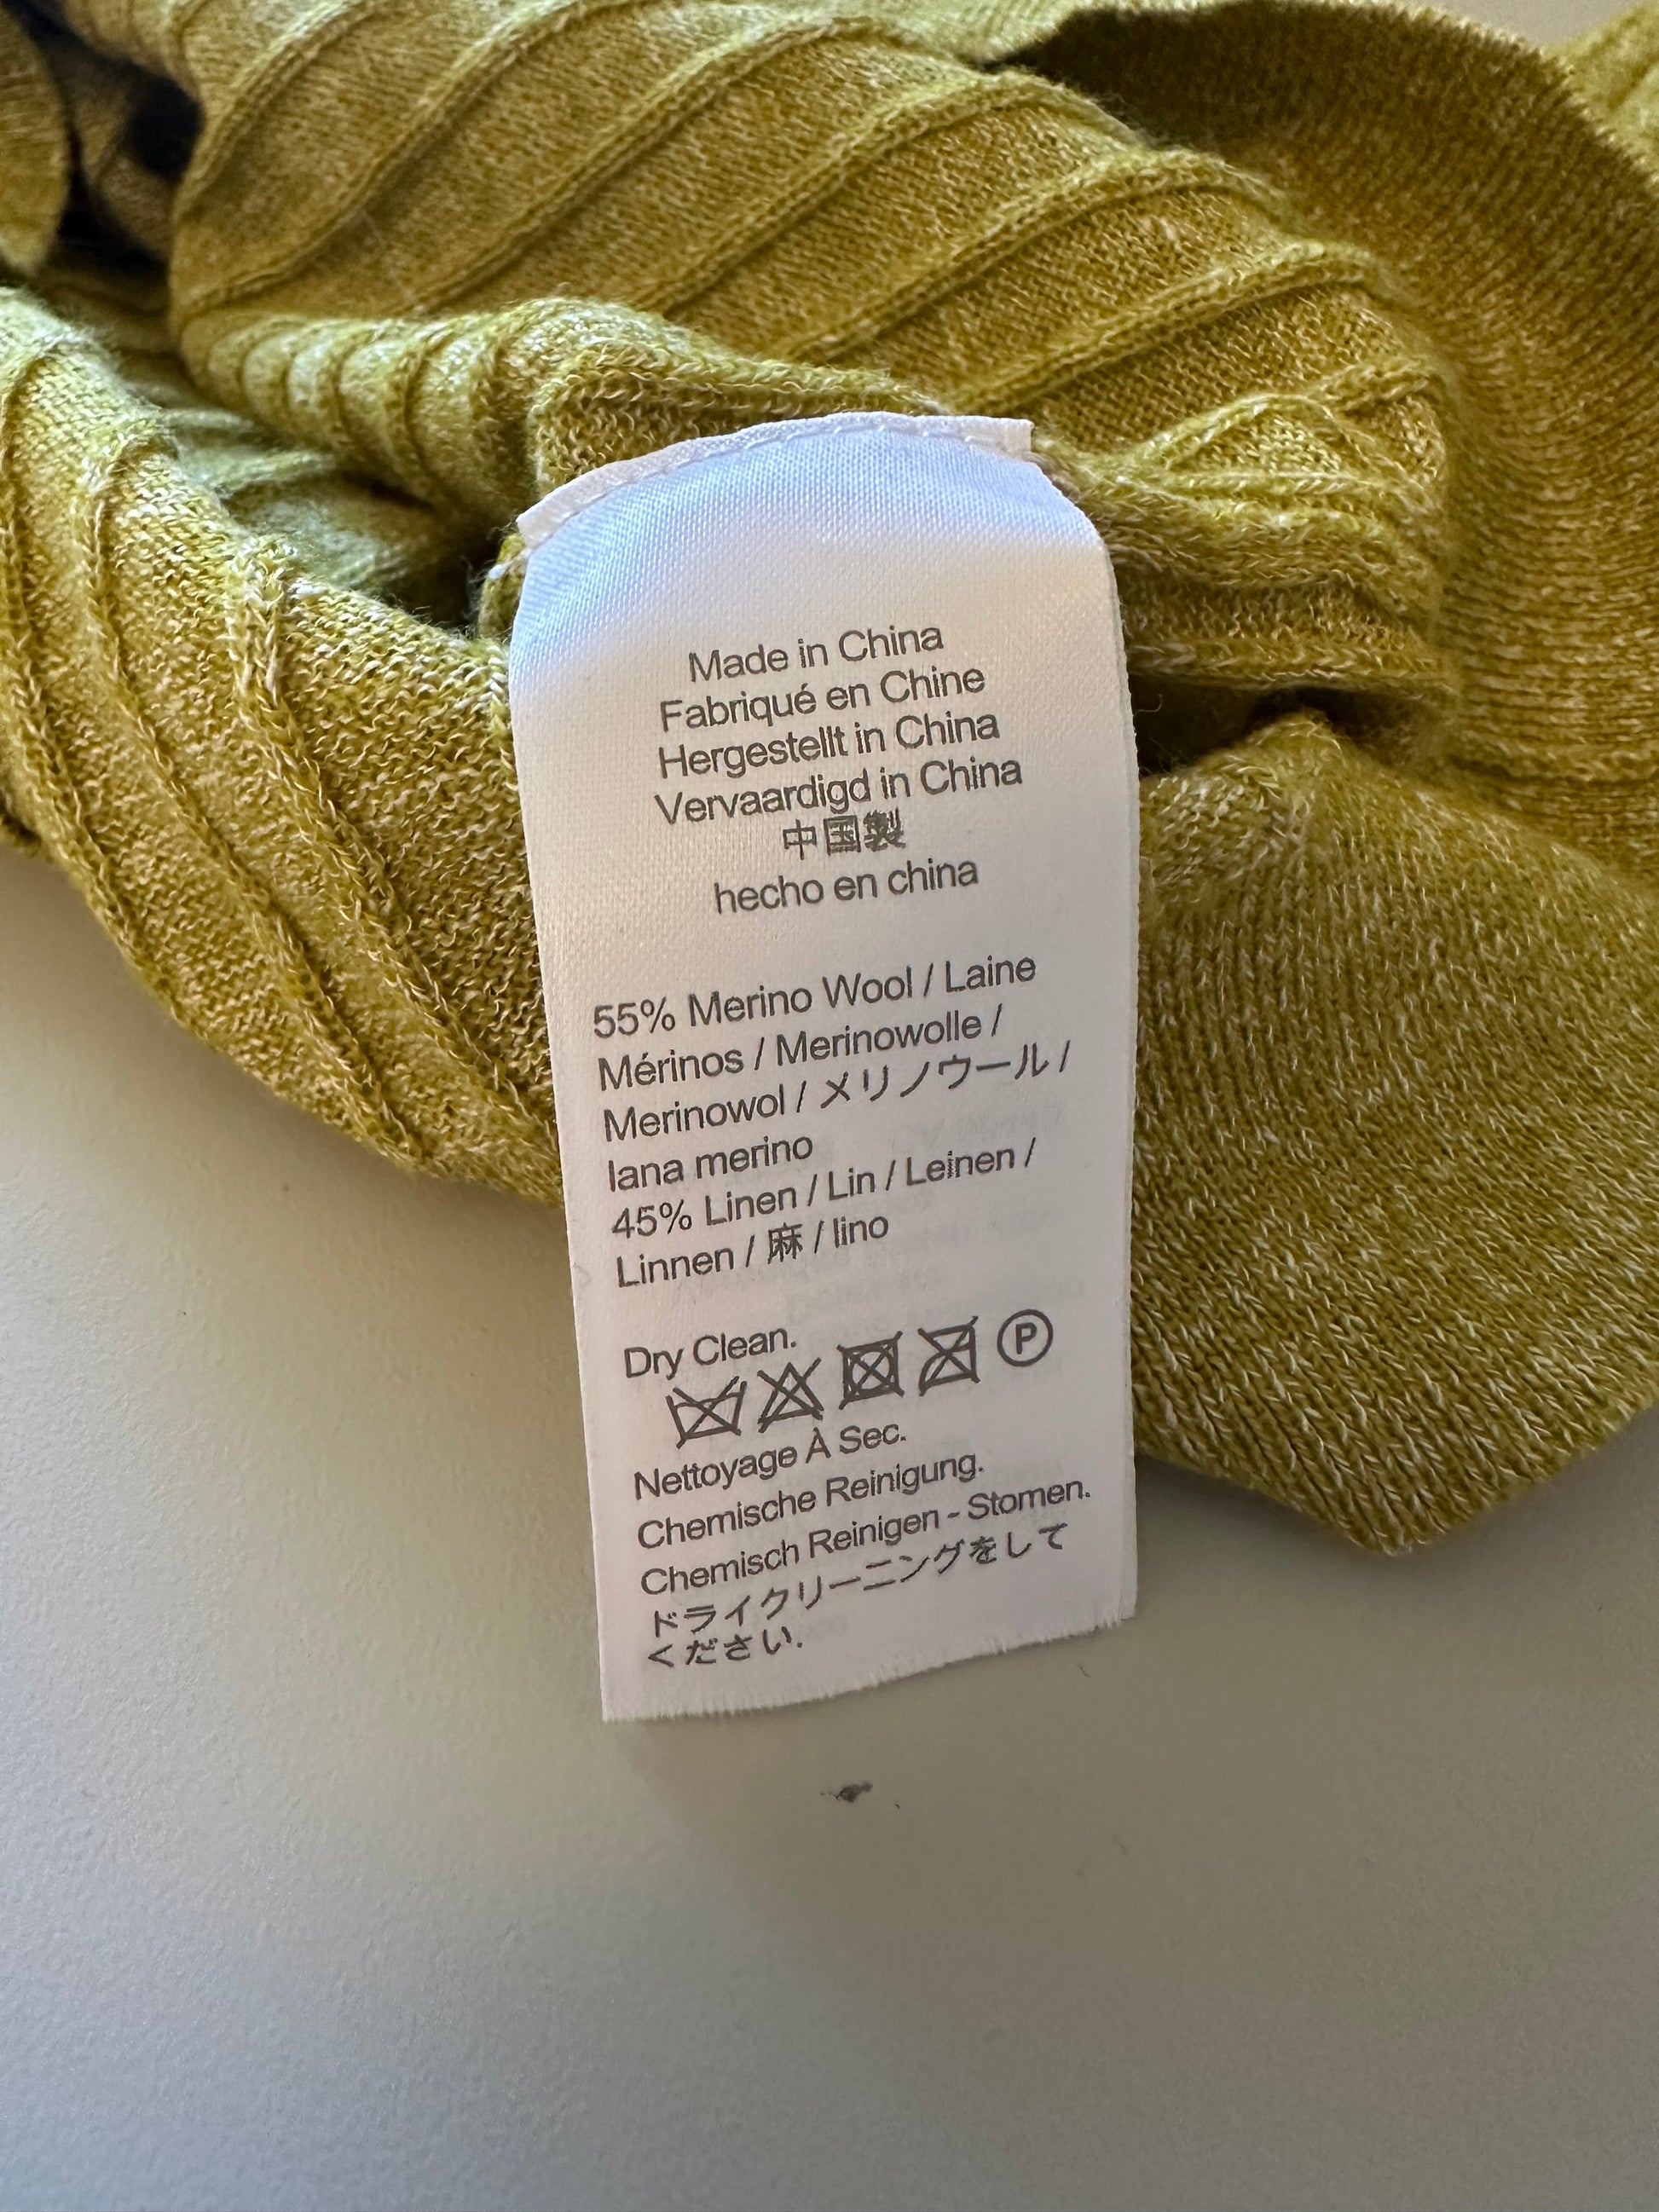 Made in China
Fabriqué en Chine
Hergestellt in China
Vervaardigd in China
中国製
hecho en china
55% Merino Wool / Laine
Mérinos / Merinowolle /
Merinowol / メリノウール /
lana merino
45% Linen / Lin / Leinen /
Linnen / 麻 / lino
Dry Clean.
P
Nettoyage À Sec.
Chemische Reinigung.
Chemisch Reinigen - Stomen.
ドライクリーニングをして
ください.